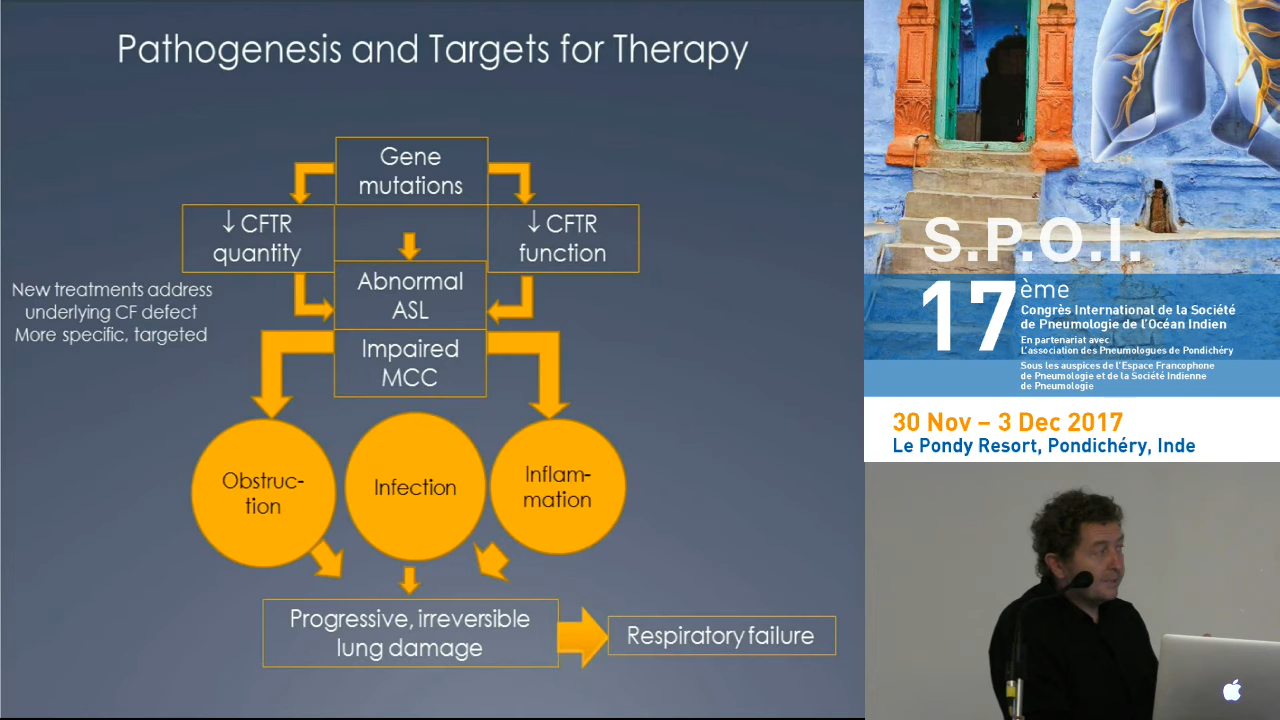 Pathogenesis and Targets for Therapy
Gene
mutations
↓ CFTR
quantity
↓ CFTR
function
Abnormal
ASL
New treatments address
underlying CF defect
More specific, targeted
Impaired
MCC
Obstruc-
tion
Infection
Inflam-
mation
Progressive, irreversible
lung damage
Respiratory failure
S.P.O.I.
17ème
Congrès International de la Société
de Pneumologie de l'Océan Indien
En partenariat avec
L'association des Pneumologues de Pondichéry
Sous les auspices de l'Espace Francophone
de Pneumologie et de la Société Indienne
de Pneumologie
30 Nov – 3 Dec 2017
Le Pondy Resort, Pondichéry, Inde